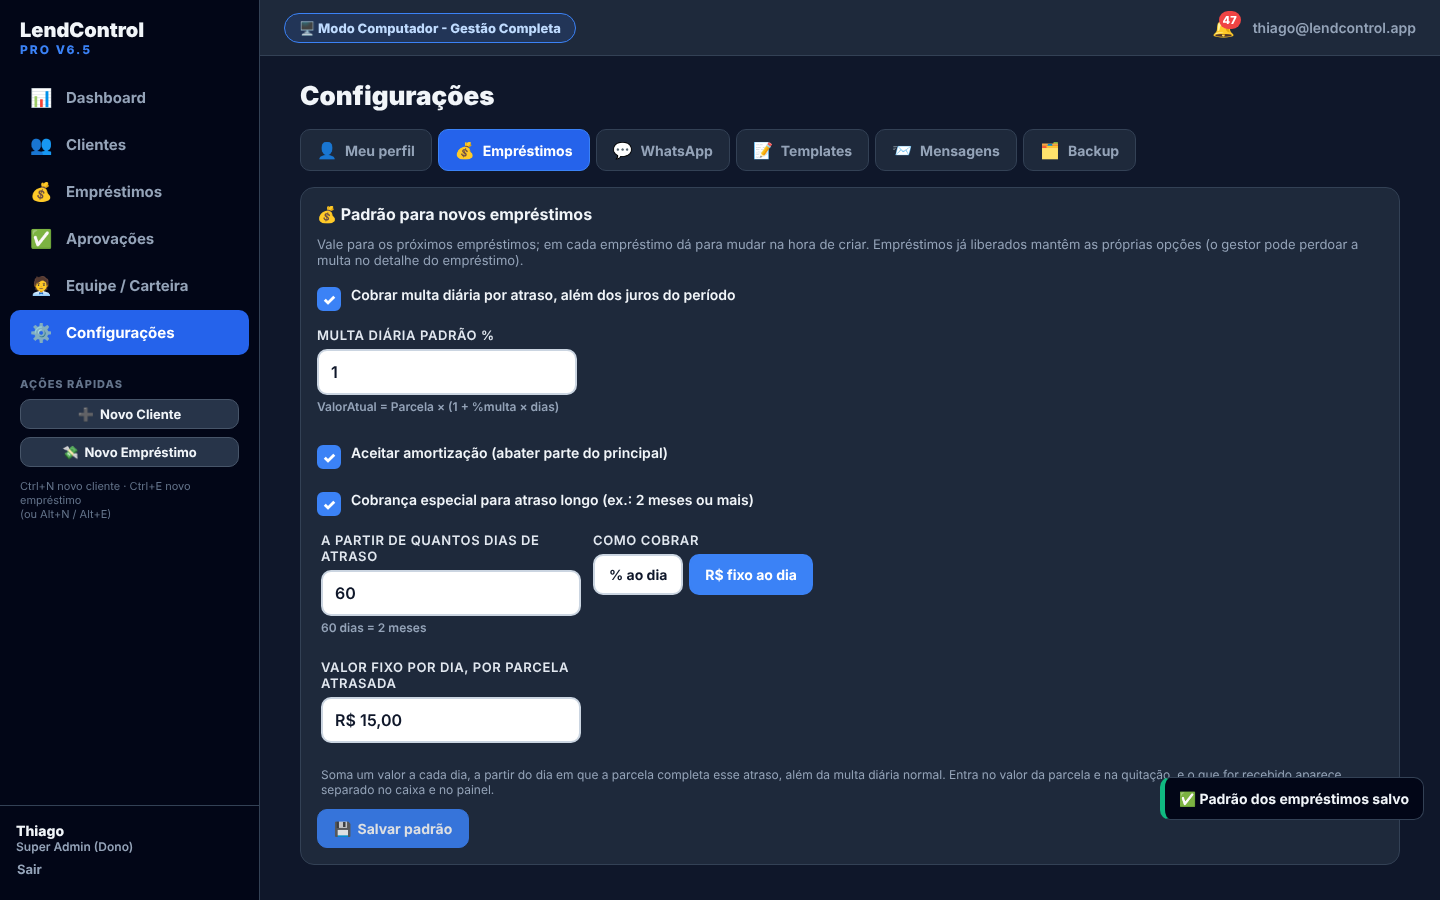 LendControl
PRO V6.5
Dashboard
Clientes
Empréstimos
Aprovações
Equipe / Carteira
Configurações
AÇÕES RÁPIDAS
Novo Cliente
Novo Empréstimo
Ctrl+N novo cliente · Ctrl+E novo
empréstimo
(ou Alt+N / Alt+E)
Thiago
Super Admin (Dono)
Sair
Modo Computador - Gestão Completa
47
thiago@lendcontrol.app
Configurações
Meu perfil
Empréstimos
WhatsApp
Templates
Mensagens
Backup
Padrão para novos empréstimos
Vale para os próximos empréstimos; em cada empréstimo dá para mudar na hora de criar. Empréstimos já liberados mantêm as próprias opções (o gestor pode perdoar a
multa no detalhe do empréstimo).
Cobrar multa diária por atraso, além dos juros do período
MULTA DIÁRIA PADRÃO %
1
ValorAtual = Parcela × (1 + %multa × dias)
Aceitar amortização (abater parte do principal)
Cobrança especial para atraso longo (ex.: 2 meses ou mais)
A PARTIR DE QUANTOS DIAS DE
ATRASO
60
60 dias = 2 meses
COMO COBRAR
% ao dia
R$ fixo ao dia
VALOR FIXO POR DIA, POR PARCELA
ATRASADA
R$ 15,00
Soma um valor a cada dia, a partir do dia em que a parcela completa esse atraso, além da multa diária normal. Entra no valor da parcela e na quitação, e o que for recebido aparece
separado no caixa e no painel.
Salvar padrão
Padrão dos empréstimos salvo